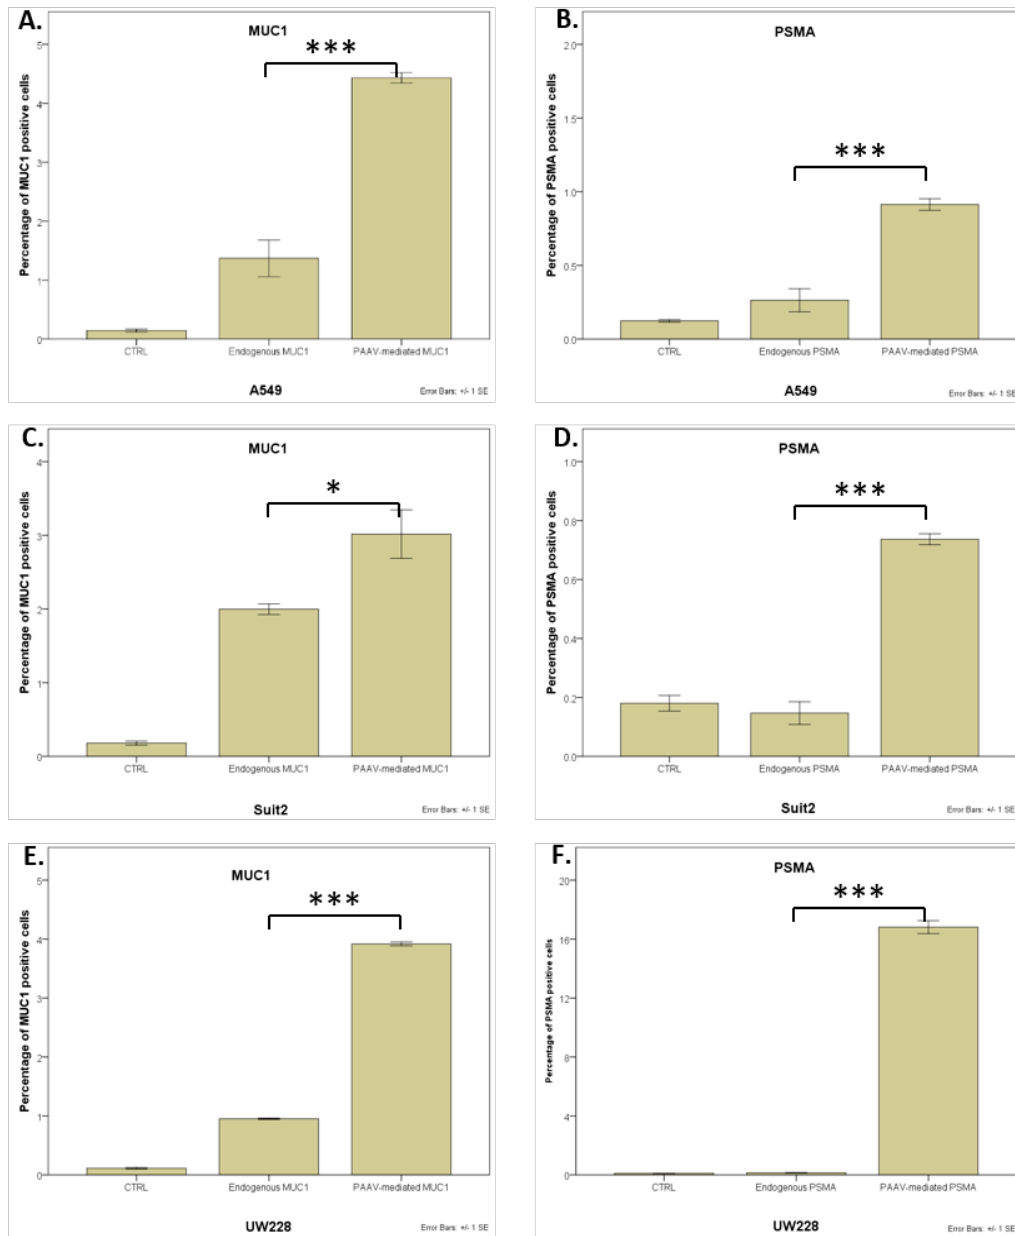 A.
MUC1
***
Percentage of MUC1 positive cells
5
4
3
2
1
0
CTRL
Endogenous MUC1
PAAV-mediated MUC1
A549
Error Bars: +/- 1 SE
B.
PSMA
***
Percentage of PSMA positive cells
2.0
1.5
1.0
0.5
0.0
CTRL
Endogenous PSMA
PAAV-mediated PSMA
A549
Error Bars: +/- 1 SE
C.
MUC1
*
Percentage of MUC1 positive cells
4
3
2
1
0
CTRL
Endogenous MUC1
PAAV-mediated MUC1
Suit2
Error Bars: +/- 1 SE
D.
PSMA
***
Percentage of PSMA positive cells
1.0
0.8
0.6
0.4
0.2
0.0
CTRL
Endogenous PSMA
PAAV-mediated PSMA
Suit2
Error Bars: +/- 1 SE
E.
MUC1
***
Percentage of MUC1 positive cells
5
4
3
2
1
0
CTRL
Endogenous MUC1
PAAV-mediated MUC1
UW228
Error Bars: +/- 1 SE
F.
PSMA
***
Percentage of PSMA positive cells
20
16
12
8
4
0
CTRL
Endogenous PSMA
PAAV-mediated PSMA
UW228
Error Bars: +/- 1 SE